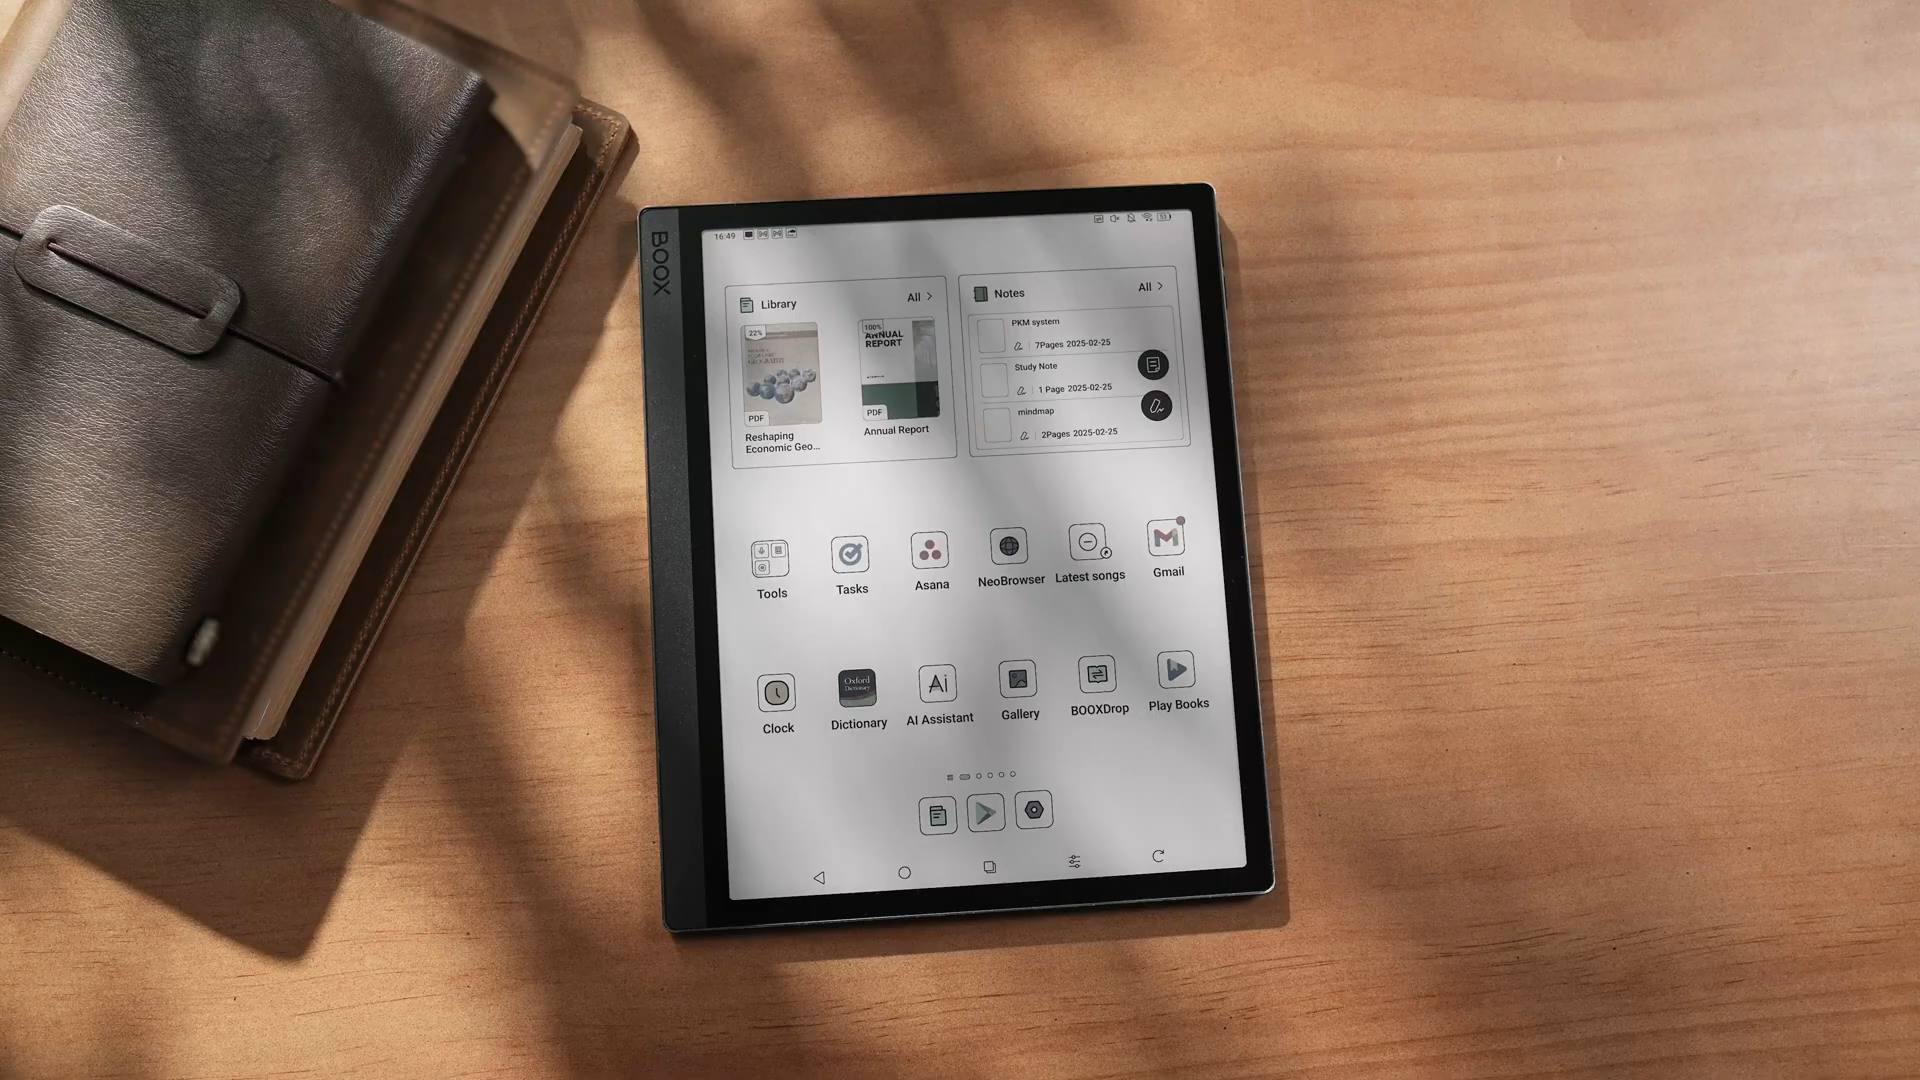 BOOX
16:49
53
Library
All >
22%
PDF
Reshaping
Economic Geo...
100%
ANNUAL
REPORT
PDF
Annual Report
Notes
All >
PKM system
7Pages 2025-02-25
Study Note
1 Page 2025-02-25
mindmap
2Pages 2025-02-25
Tools
Tasks
Asana
NeoBrowser
Latest songs
Gmail
Clock
Oxford
Dictionary
Dictionary
Ai
AI Assistant
Gallery
BOOXDrop
Play Books